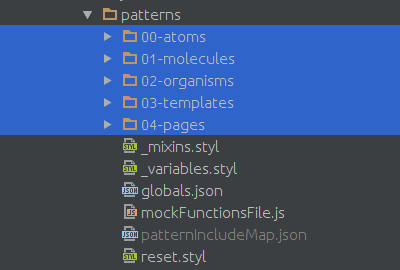 patterns
00-atoms
01-molecules
02-organisms
03-templates
04-pages
STYL _mixins.styl
STYL _variables.styl
JSON globals.json
JS mockFunctionsFile.js
JSON patternIncludeMap.json
STYL reset.styl